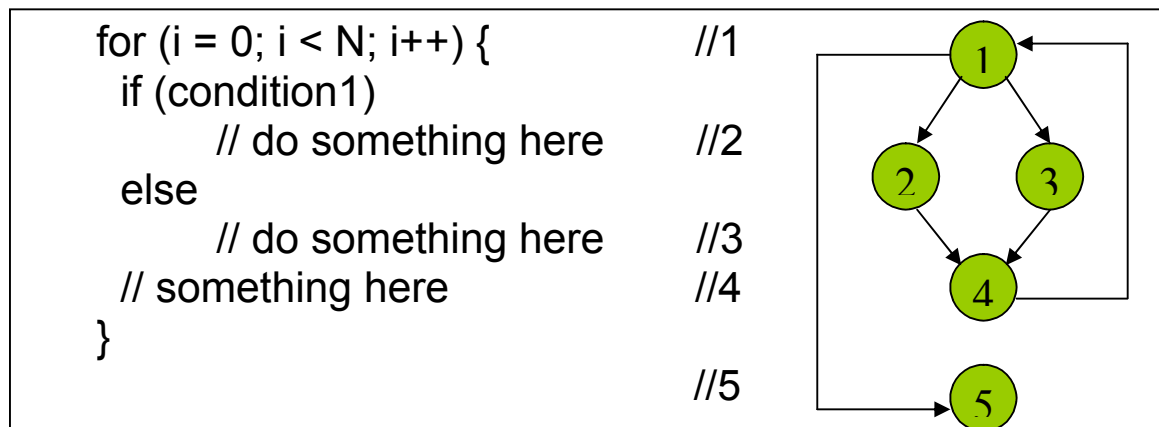 for (i = 0; i < N; i++) { //1
if (condition1)
// do something here //2
else
// do something here //3
// something here //4
}
//5
1
2 3
4
5